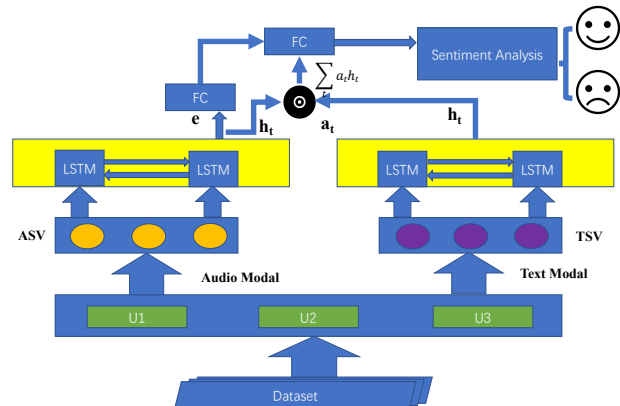 FC
Sentiment Analysis
∑ₜ aₜhₜ
FC
e
hₜ
aₜ
hₜ
LSTM
LSTM
LSTM
LSTM
ASV
TSV
Audio Modal
Text Modal
U1
U2
U3
Dataset